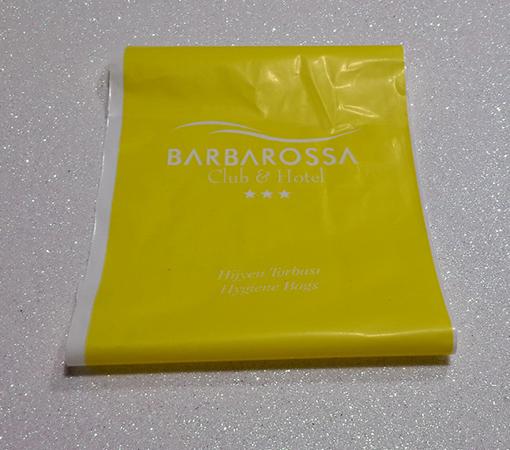 BARBAROSSA
Club & Hotel
★★★
Hijyen Torbası
Hygiene Bags